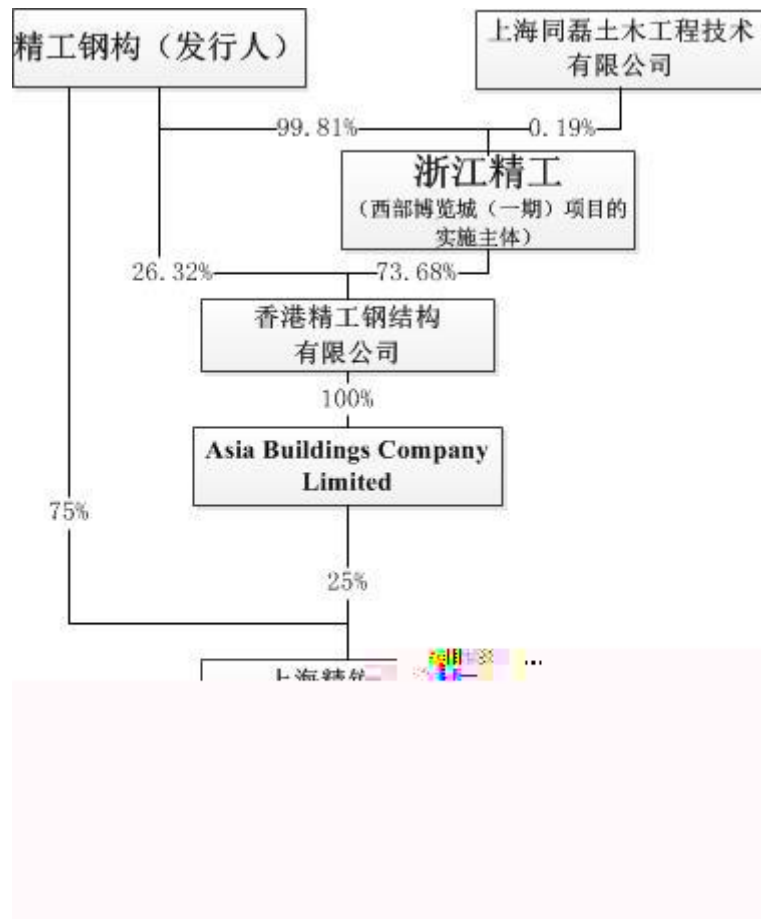 精工钢构（发行人）
上海同磊土木工程技术
有限公司
99.81%
0.19%
浙江精工
（西部博览城（一期）项目的
实施主体）
26.32%
73.68%
香港精工钢结构
有限公司
100%
Asia Buildings Company
Limited
75%
25%
上海精